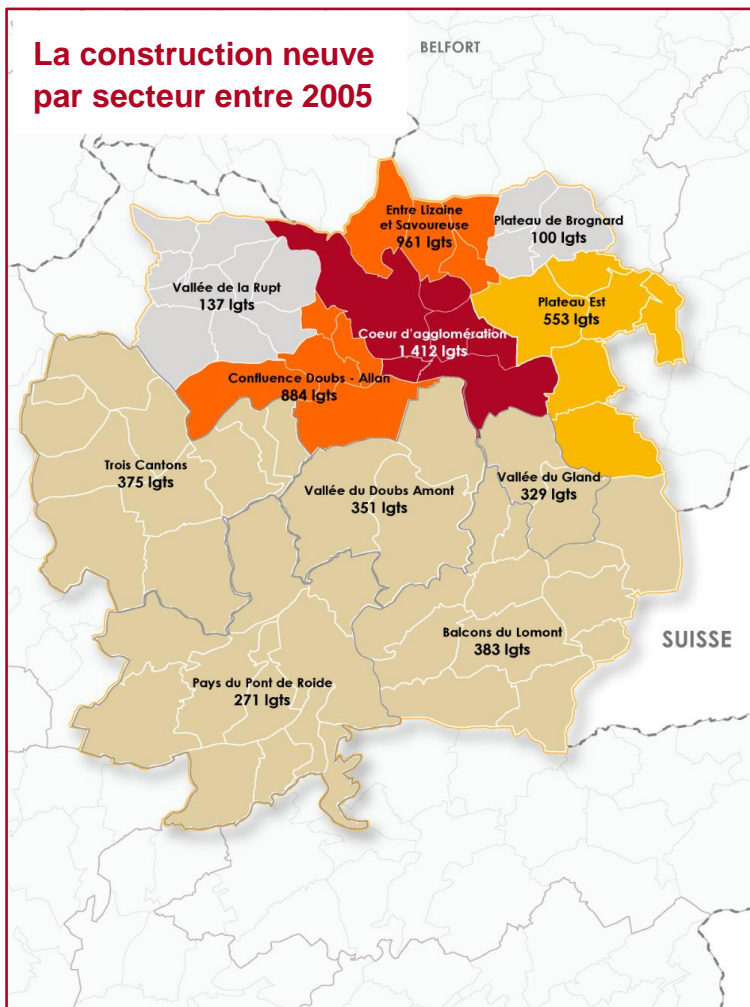 La construction neuve
par secteur entre 2005
BELFORT
Entre Lizaine
et Savoureuse
961 lgts
Plateau de Brognard
100 lgts
Vallée de la Rupt
137 lgts
Plateau Est
553 lgts
Coeur d'agglomération
1 412 lgts
Confluence Doubs - Allan
884 lgts
Trois Cantons
375 lgts
Vallée du Doubs Amont
351 lgts
Vallée du Gland
329 lgts
Balcons du Lomont
383 lgts
SUISSE
Pays du Pont de Roide
271 lgts